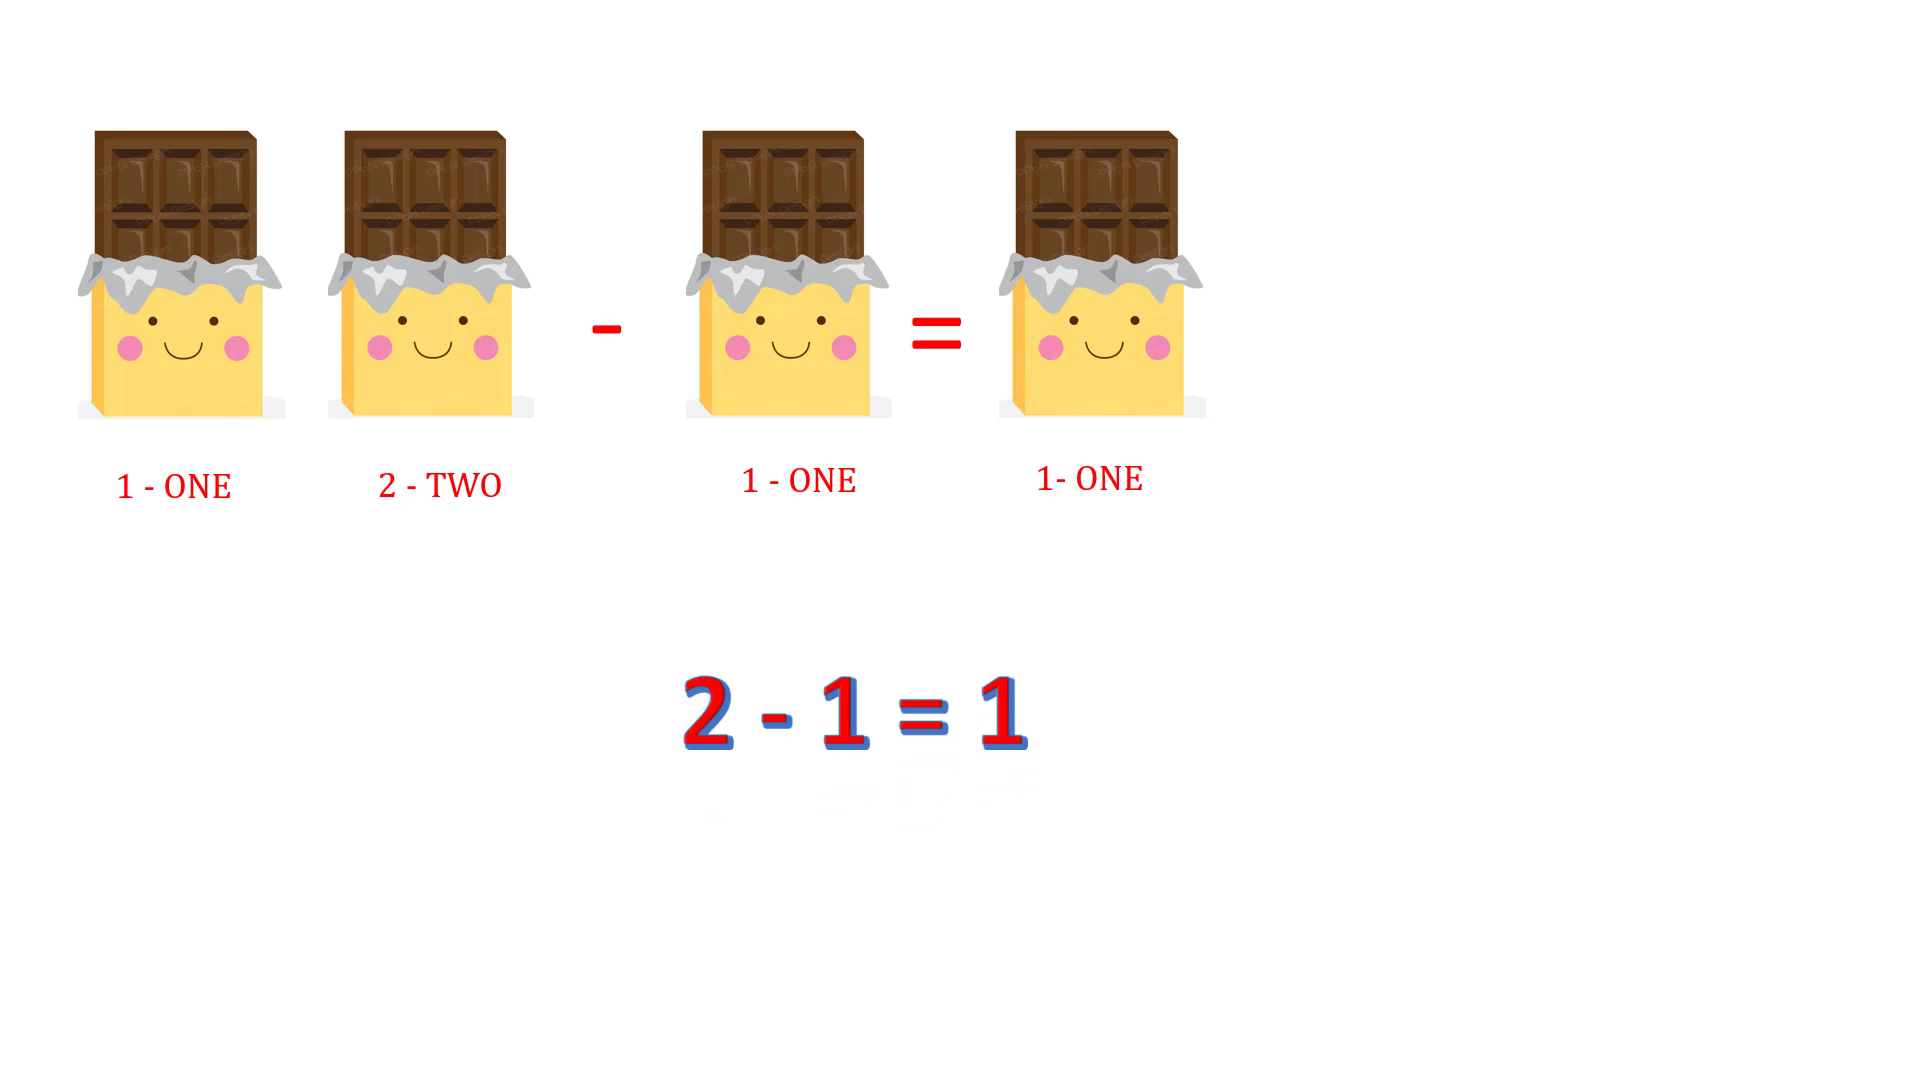 -
=
1 - ONE
2 - TWO
1 - ONE
1- ONE
2 - 1 = 1